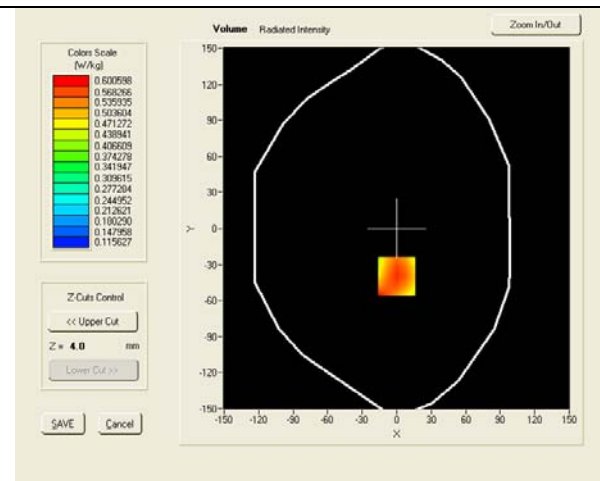 Volume Radiated Intensity
Zoom In/Out
Colors Scale
(W/kg)
0.600598
0.568266
0.535935
0.503604
0.471272
0.438941
0.406609
0.374278
0.341947
0.309615
0.277284
0.244952
0.212621
0.180290
0.147958
0.115627
Z-Cuts Control
<< Upper Cut
Z = 4.0 mm
Lower Cut >>
SAVE Cancel
150-
120-
90-
60-
30-
Y 0-
-30-
-60-
-90-
-120-
-150-
-150 -120 -90 -60 -30 0 30 60 90 120 150
X